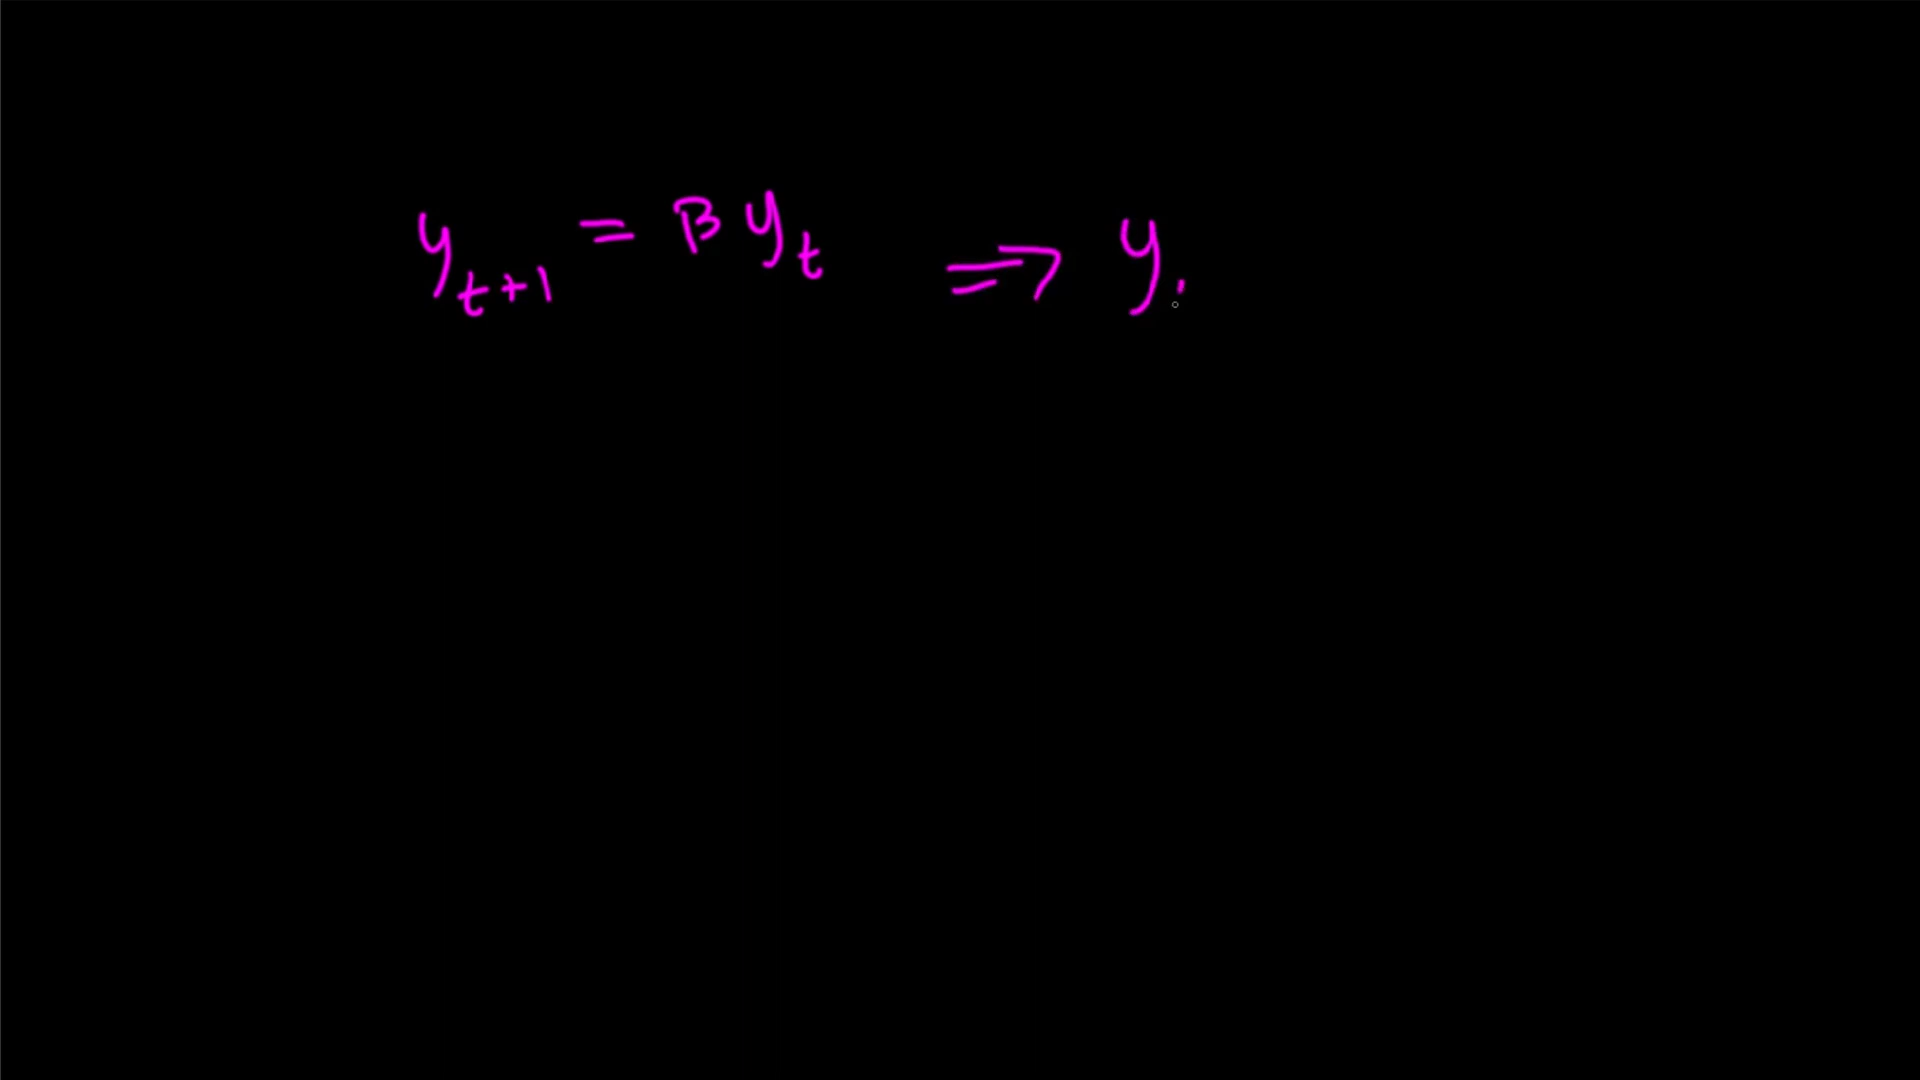 y_{t+1} = β y_t ⇒ y